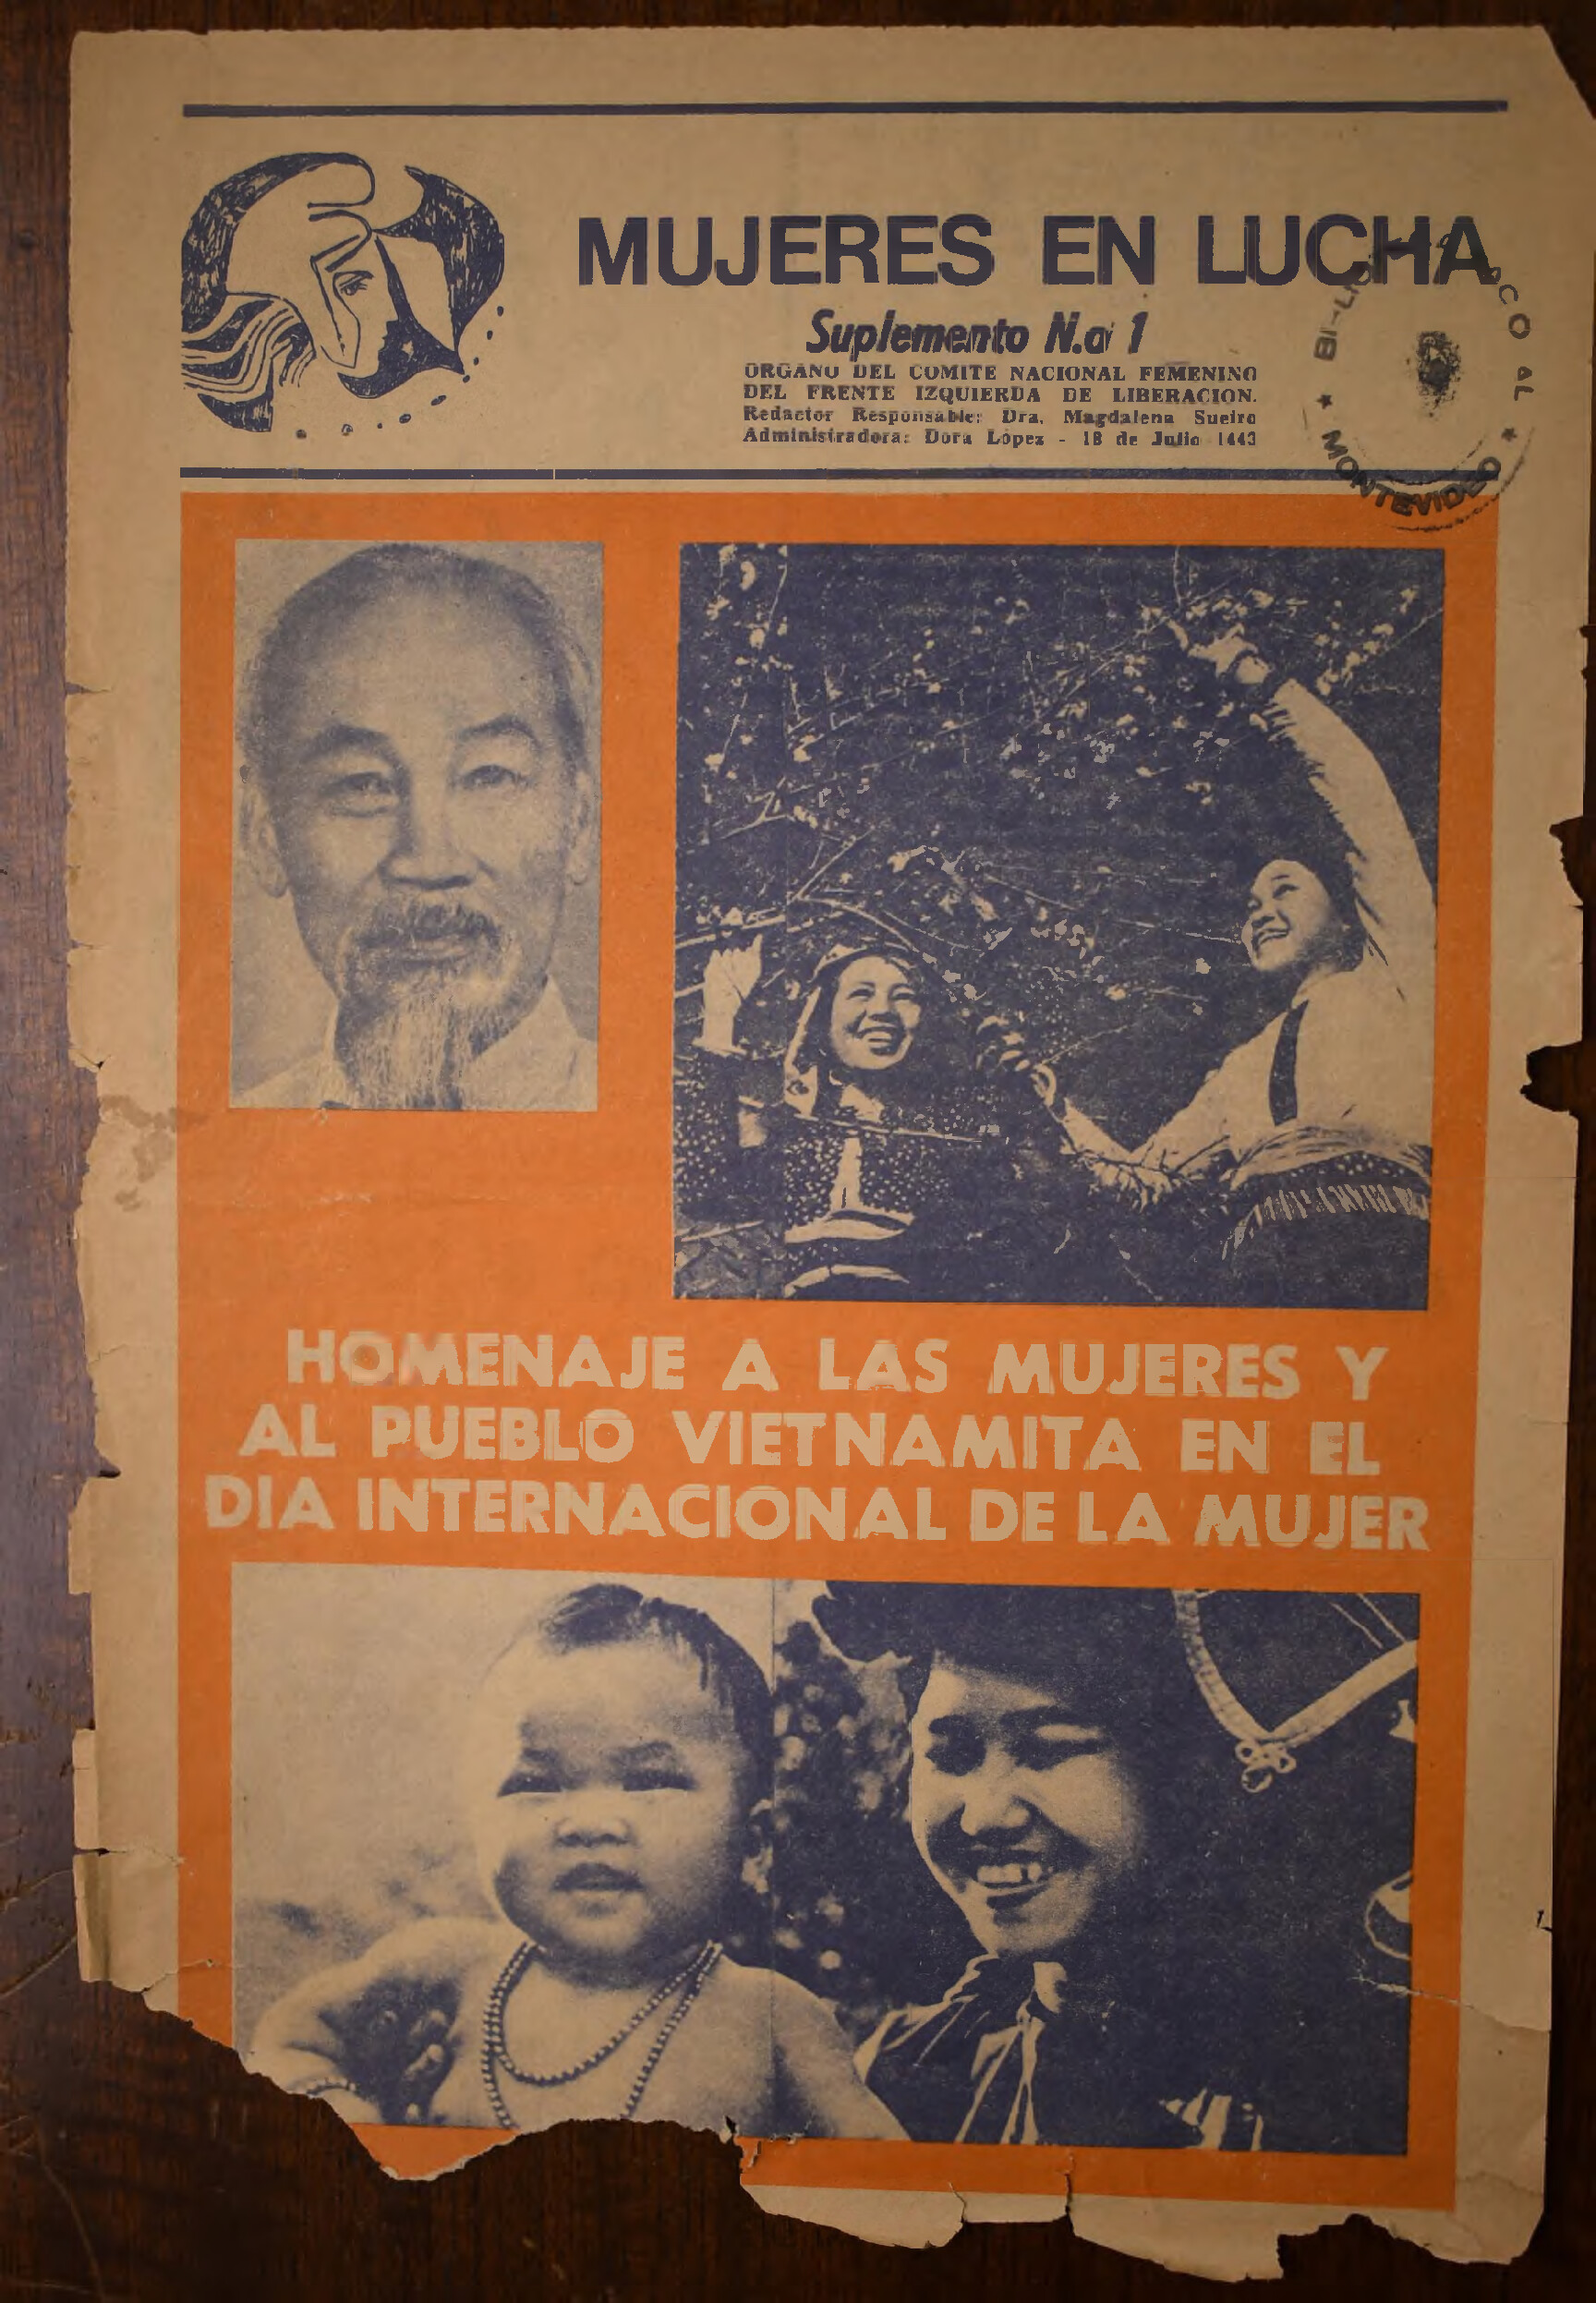 MUJERES EN LUCHA
Suplemento N.o 1
ORGANO DEL COMITE NACIONAL FEMENINO
DEL FRENTE IZQUIERDA DE LIBERACION.
Redactor Responsable: Dra. Magdalena Sueiro
Administradora: Dora López - 18 de Julio 1443
MONTEVIDEO
HOMENAJE A LAS MUJERES Y
AL PUEBLO VIETNAMITA EN EL
DIA INTERNACIONAL DE LA MUJER